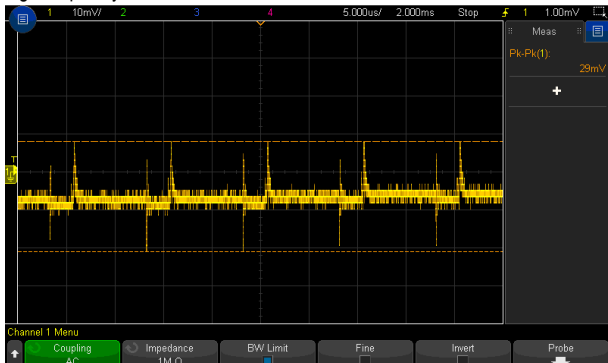 1 10mV/ 2 3 4 5.000us/ 2.000ms Stop 1 1.00mV
Meas
Pk-Pk(1):
29mV
T
Channel 1 Menu
Coupling Impedance BW Limit Fine Invert Probe
AC 1M Ω